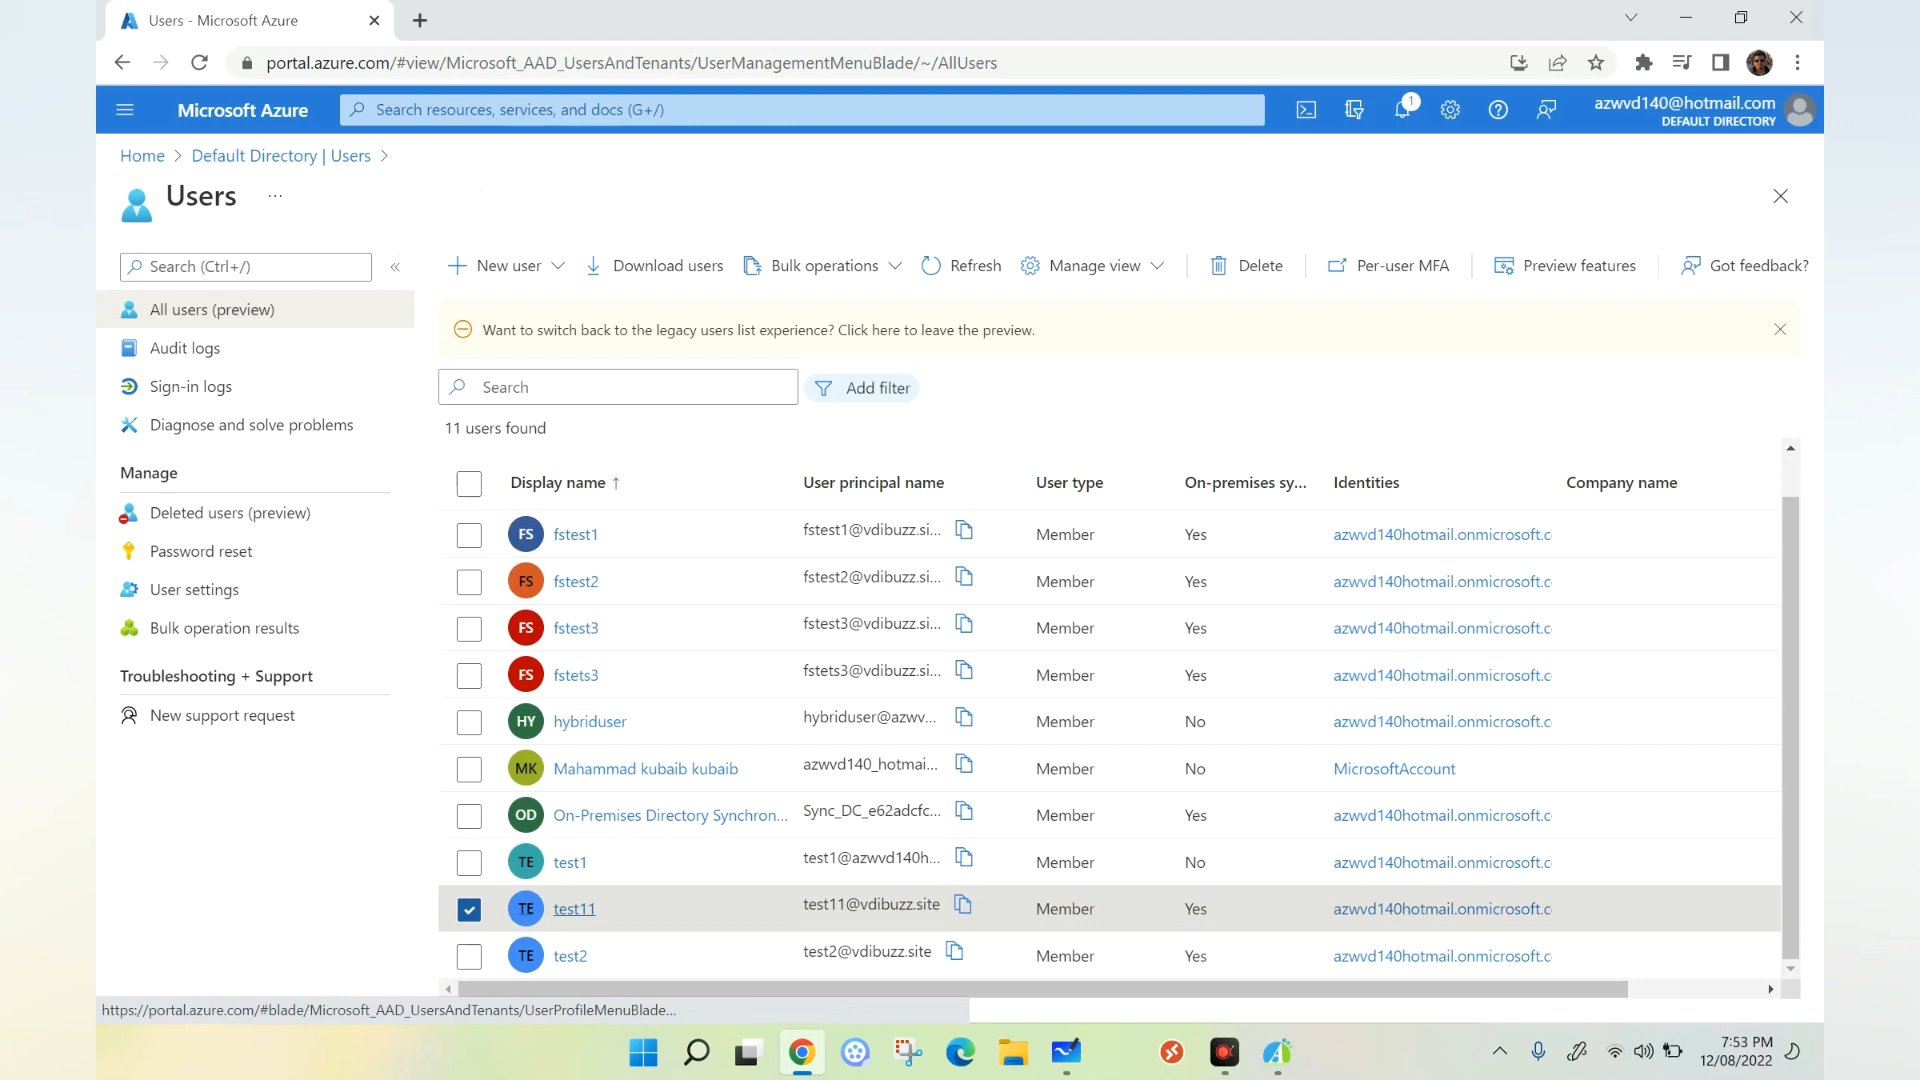 Users - Microsoft Azure
portal.azure.com/#view/Microsoft_AAD_UsersAndTenants/UserManagementMenuBlade/~/AllUsers
Microsoft Azure
Search resources, services, and docs (G+/)
1
azwvd140@hotmail.com
DEFAULT DIRECTORY
Home > Default Directory | Users >
Users ...
Search (Ctrl+/)
«
New user
Download users
Bulk operations
Refresh
Manage view
Delete
Per-user MFA
Preview features
Got feedback?
All users (preview)
Audit logs
Sign-in logs
Diagnose and solve problems
Manage
Deleted users (preview)
Password reset
User settings
Bulk operation results
Troubleshooting + Support
New support request
Want to switch back to the legacy users list experience? Click here to leave the preview.
Search
Add filter
11 users found
Display name ↑ User principal name User type On-premises sy... Identities Company name
FS fstest1 fstest1@vdibuzz.si... Member Yes azwvd140hotmail.onmicrosoft.c
FS fstest2 fstest2@vdibuzz.si... Member Yes azwvd140hotmail.onmicrosoft.c
FS fstest3 fstest3@vdibuzz.si... Member Yes azwvd140hotmail.onmicrosoft.c
FS fstets3 fstets3@vdibuzz.si... Member Yes azwvd140hotmail.onmicrosoft.c
HY hybriduser hybriduser@azwv... Member No azwvd140hotmail.onmicrosoft.c
MK Mahammad kubaib kubaib azwvd140_hotmai... Member No MicrosoftAccount
OD On-Premises Directory Synchron... Sync_DC_e62adcfc... Member Yes azwvd140hotmail.onmicrosoft.c
TE test1 test1@azwvd140h... Member No azwvd140hotmail.onmicrosoft.c
TE test11 test11@vdibuzz.site Member Yes azwvd140hotmail.onmicrosoft.c
TE test2 test2@vdibuzz.site Member Yes azwvd140hotmail.onmicrosoft.c
https://portal.azure.com/#blade/Microsoft_AAD_UsersAndTenants/UserProfileMenuBlade...
7:53 PM
12/08/2022